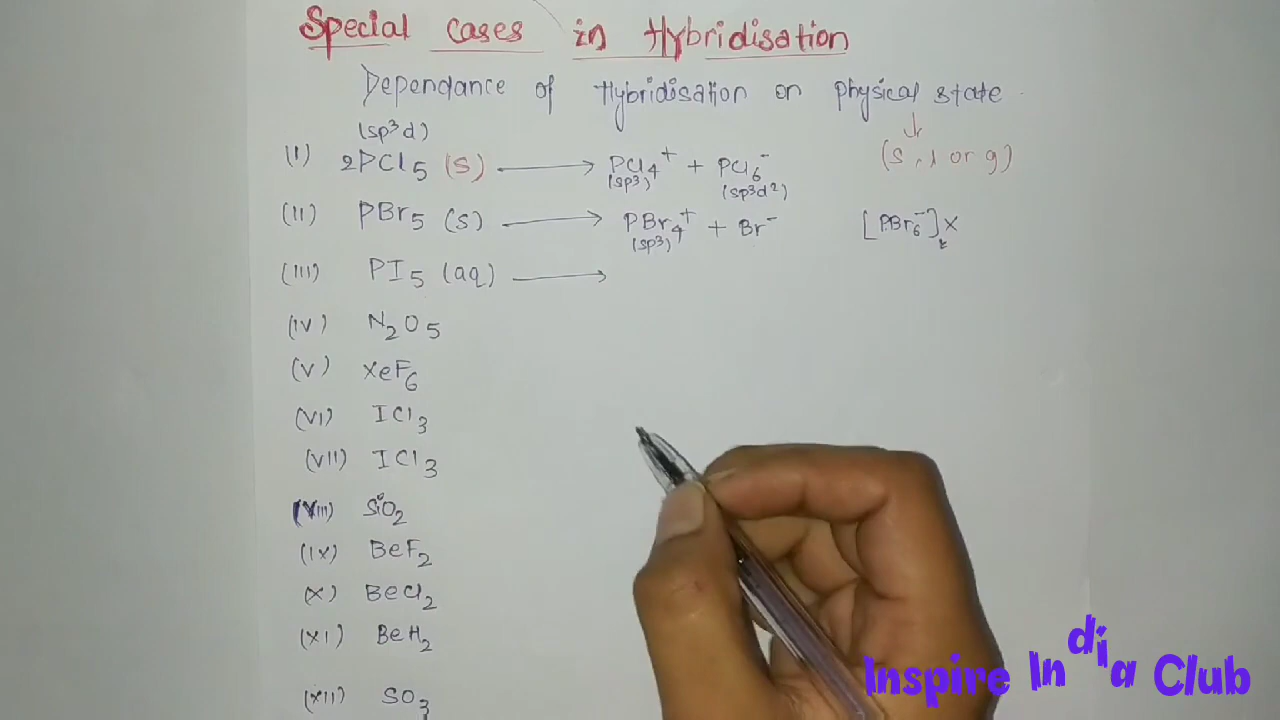 Special cases in Hybridisation
Dependance of Hybridisation on physical state
(sp³d) (s, l or g)
(I) 2PCl₅ (s) → PCl₄⁺ + PCl₆⁻
(sp³) (sp³d²)
(II) PBr₅ (s) → PBr₄⁺ + Br⁻ [PBr₆⁻] x
(sp³)
(III) PI₅ (aq) →
(IV) N₂O₅
(V) XeF₆
(VI) ICl₃
(VII) ICl₃
(VIII) SiO₂
(IX) BeF₂
(X) BeCl₂
(XI) BeH₂
(XII) SO₃
Inspire India Club